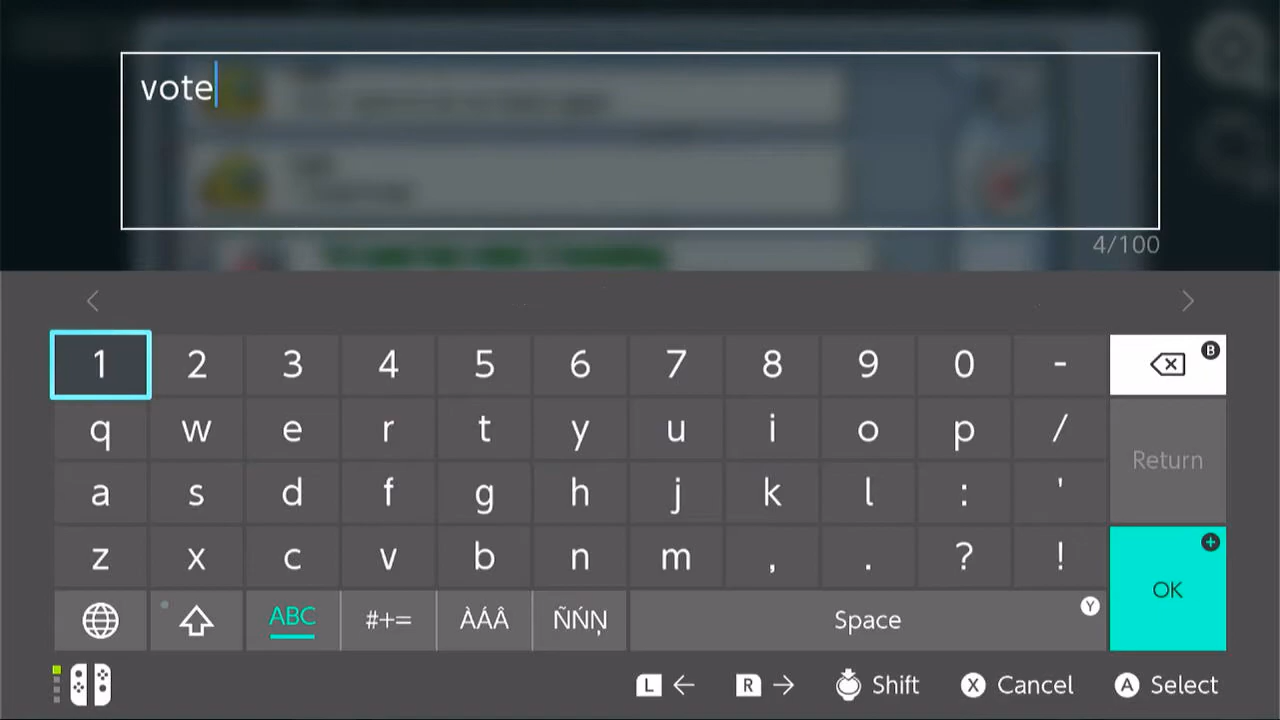 vote
4/100
1 2 3 4 5 6 7 8 9 0 - B
q w e r t y u i o p / Return
a s d f g h j k l : '
z x c v b n m , . ? ! OK
ABC #+= ÀÁÂ ÑŃŅ Space Y
L ← R → Shift X Cancel A Select